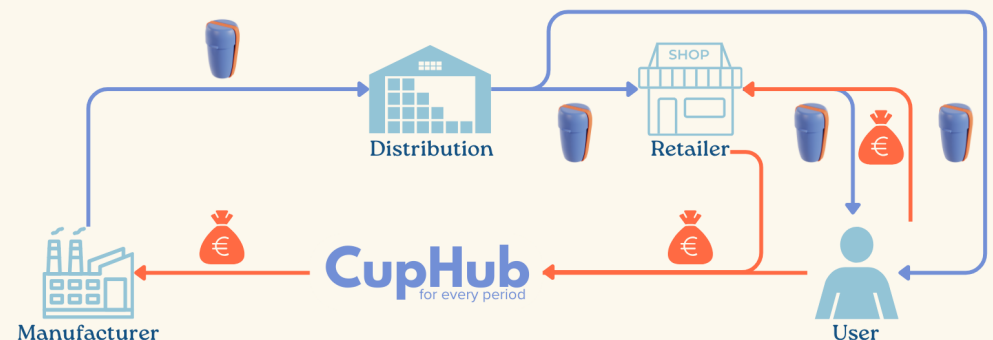 SHOP
Distribution
Retailer
€
€
€
CupHub
for every period
Manufacturer
User